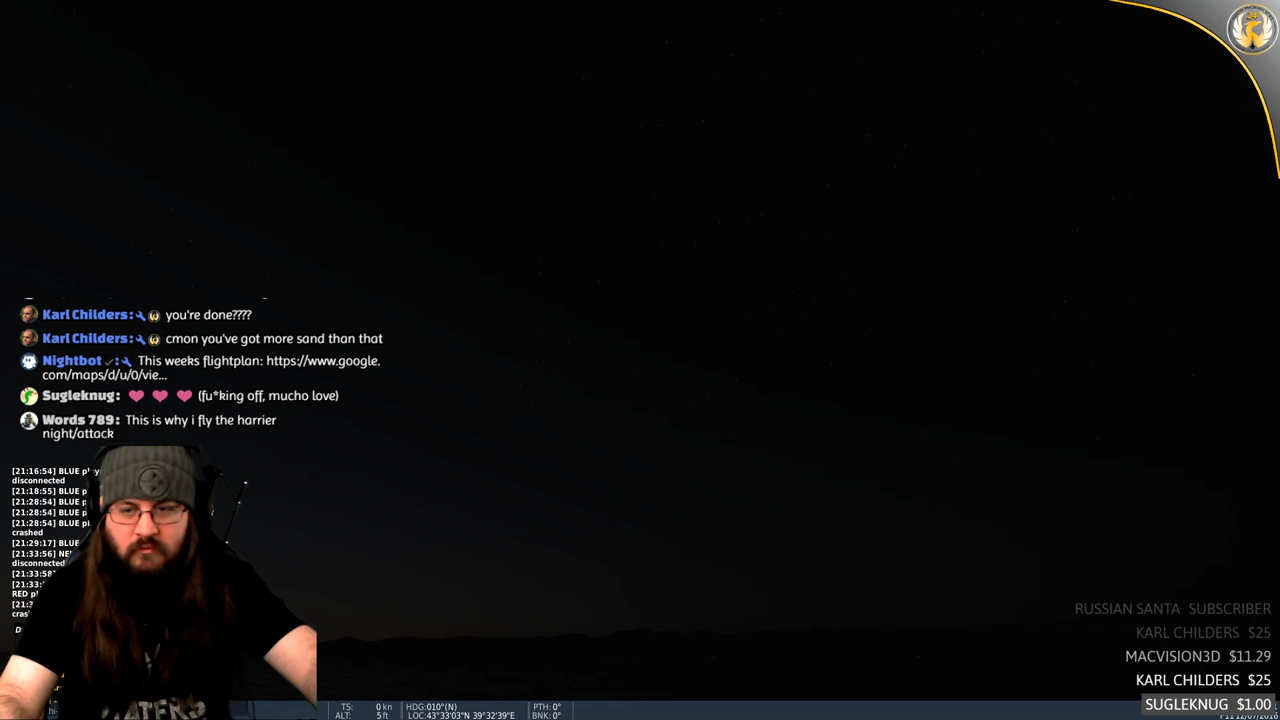 24
Karl Childers: you're done????
Karl Childers: cmon you've got more sand than that
Nightbot: This weeks flightplan: https://www.google.
com/maps/d/u/0/vie...
Sugleknug: (fu*king off, mucho love)
Words 789: This is why i fly the harrier
night/attack
[21:16:54] BLUE
disconnected
[21:18:55] BLUE
[21:28:54] BLUE
[21:28:54] BLUE
[21:28:54] BLUE
crashed
[21:29:17] BLUE
[21:33:56]
disconnected
[21:33:58]
RED
RUSSIAN SANTA SUBSCRIBER
KARL CHILDERS $25
MACVISION3D $11.29
KARL CHILDERS $25
SUGLEKNUG $1.00
TS: 0 kn HDG:010°(N) PTH: 0°
ALT: 5 ft LOC:43°33'03"N 39°32'39"E BNK: 0°